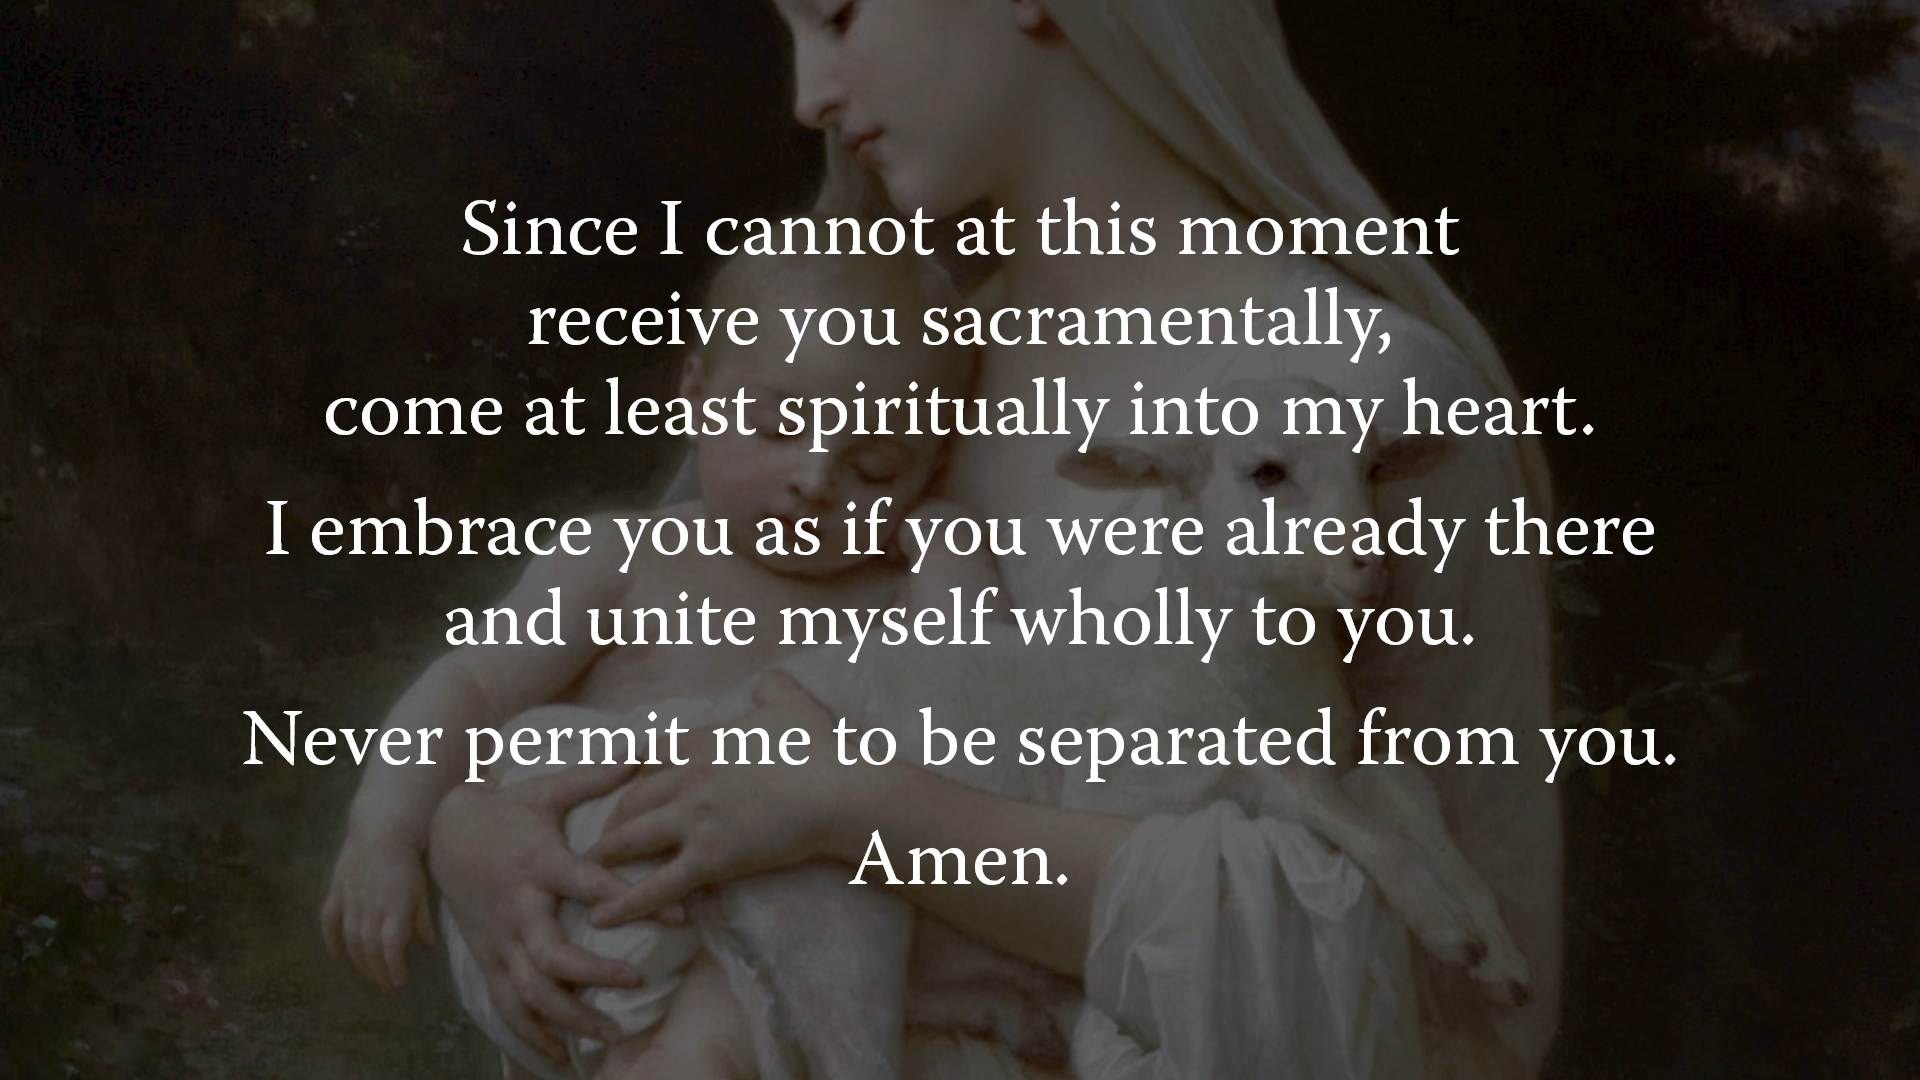 Since I cannot at this moment
receive you sacramentally,
come at least spiritually into my heart.
I embrace you as if you were already there
and unite myself wholly to you.
Never permit me to be separated from you.
Amen.